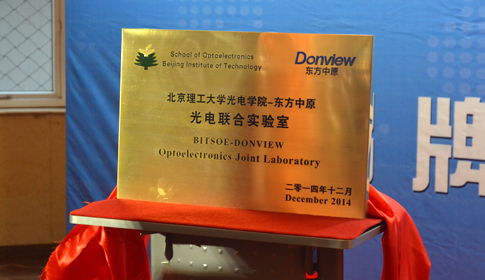 School of Optoelectronics
Beijing Institute of Technology
Donview
东方中原
北京理工大学光电学院-东方中原
光电联合实验室
BITSOE-DONVIEW
Optoelectronics Joint Laboratory
二零一四年十二月
December 2014
牌